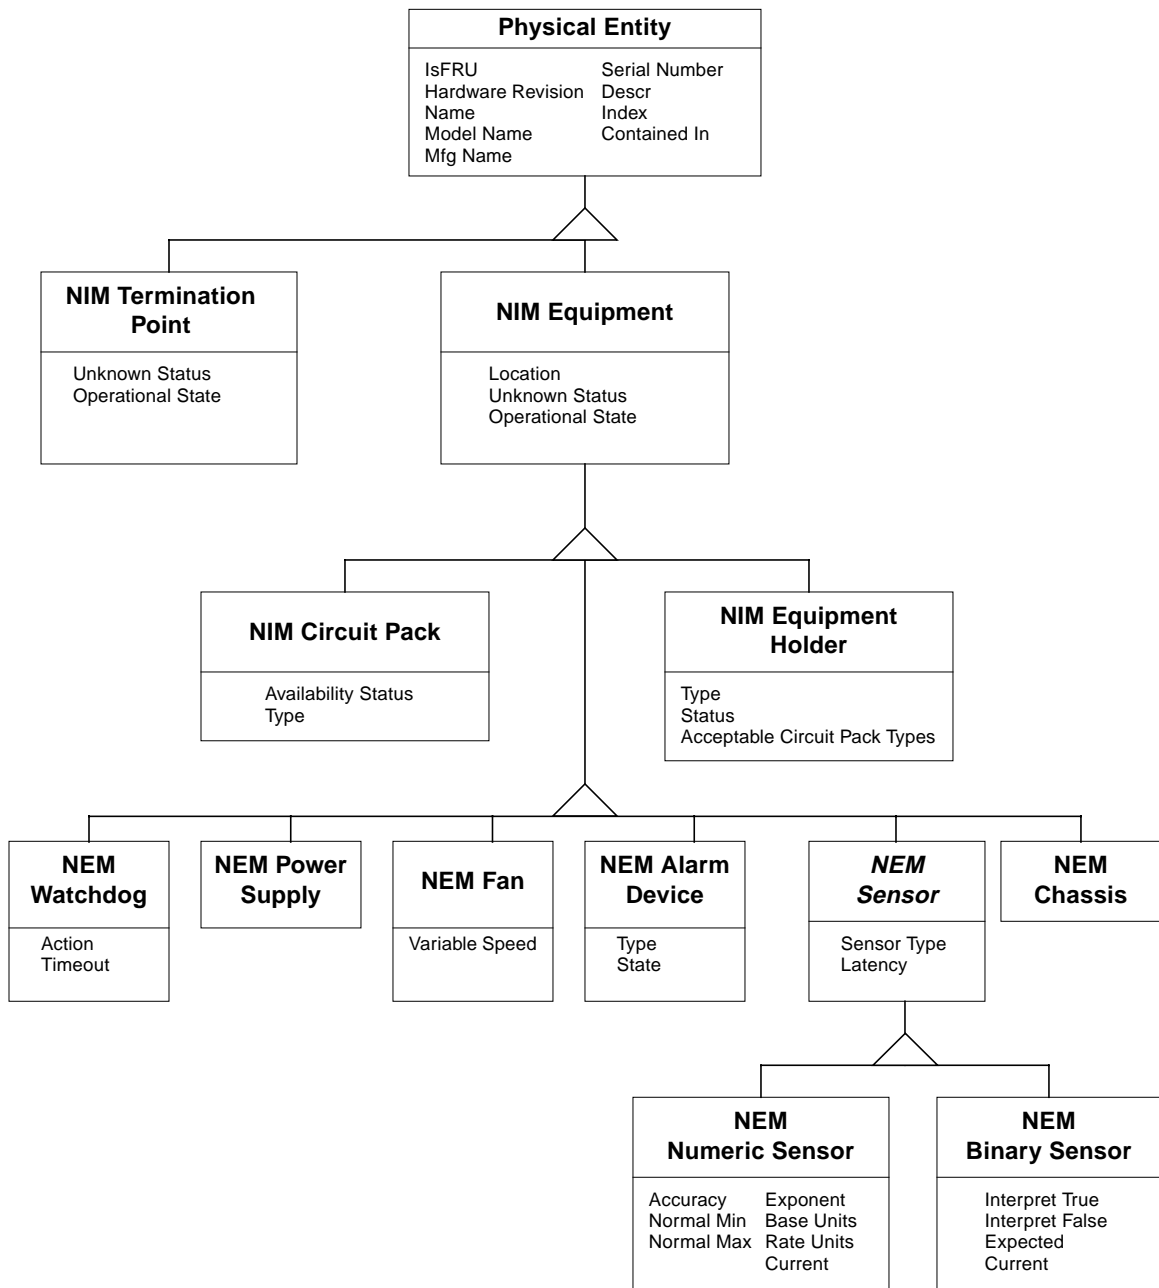 Physical Entity
IsFRU
Hardware Revision
Name
Model Name
Mfg Name
Serial Number
Descr
Index
Contained In
NIM Termination
Point
Unknown Status
Operational State
NIM Equipment
Location
Unknown Status
Operational State
NIM Circuit Pack
Availability Status
Type
NIM Equipment
Holder
Type
Status
Acceptable Circuit Pack Types
NEM
Watchdog
Action
Timeout
NEM Power
Supply
NEM Fan
Variable Speed
NEM Alarm
Device
Type
State
NEM
Sensor
Sensor Type
Latency
NEM
Chassis
NEM
Numeric Sensor
Accuracy
Normal Min
Normal Max
Exponent
Base Units
Rate Units
Current
NEM
Binary Sensor
Interpret True
Interpret False
Expected
Current